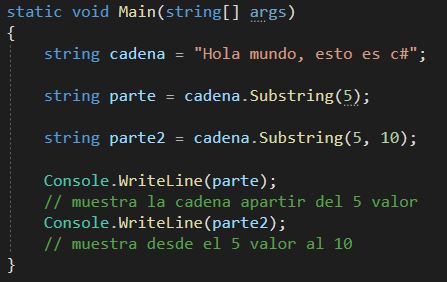 static void Main(string[] args)
{
string cadena = "Hola mundo, esto es c#";
string parte = cadena.Substring(5);
string parte2 = cadena.Substring(5, 10);
Console.WriteLine(parte);
// muestra la cadena apartir del 5 valor
Console.WriteLine(parte2);
// muestra desde el 5 valor al 10
}